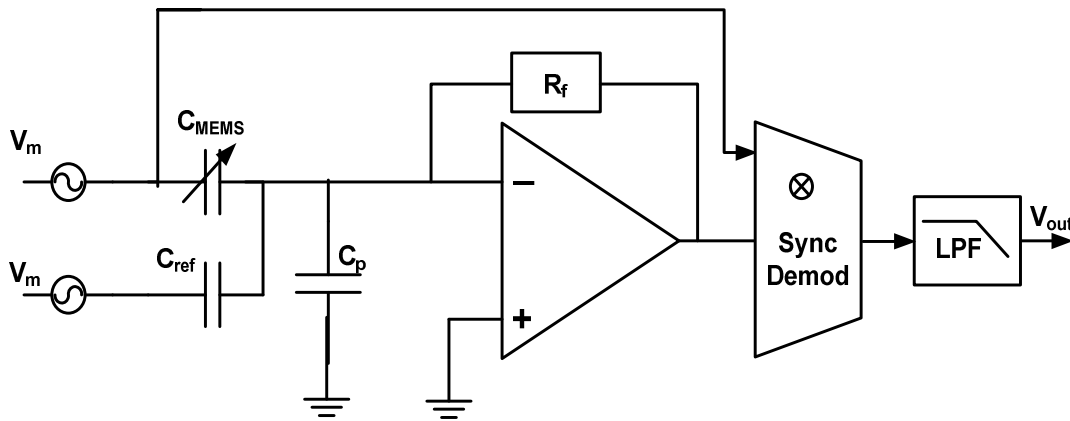 R_f
C_MEMS
V_m
−
Sync
Demod
LPF
V_out
C_ref
C_p
V_m
+